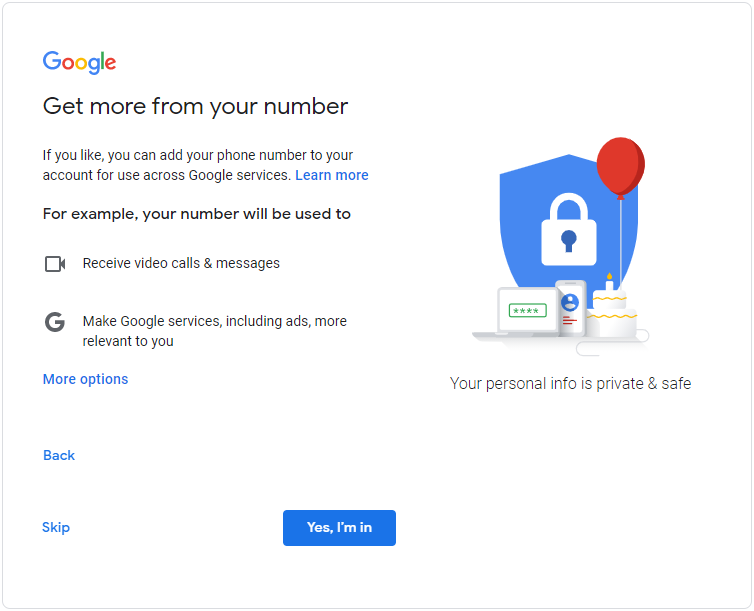 Google
Get more from your number
If you like, you can add your phone number to your
account for use across Google services. Learn more
For example, your number will be used to
Receive video calls & messages
G
Make Google services, including ads, more
relevant to you
More options
Back
Skip
Yes, I'm in
****
Your personal info is private & safe